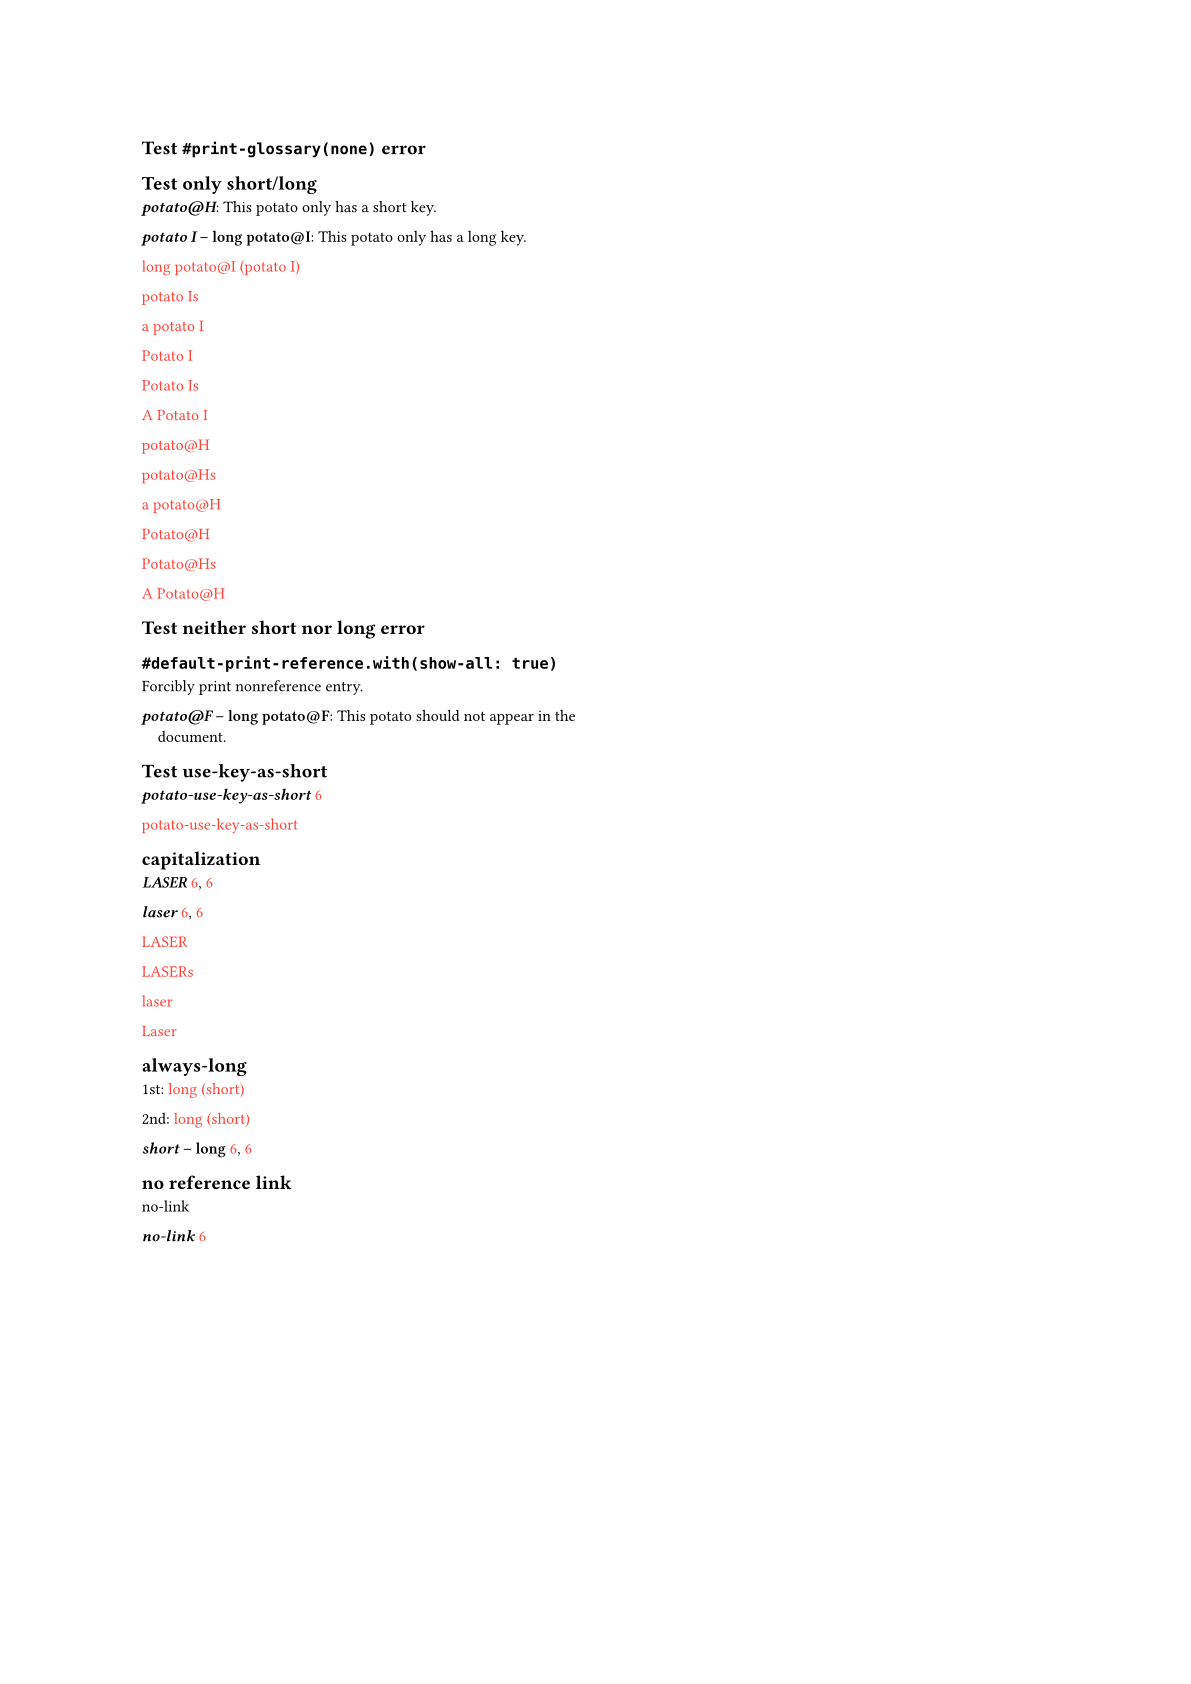 Test #print-glossary(none) error
Test only short/long
potato@H: This potato only has a short key.
potato I – long potato@I: This potato only has a long key.
long potato@I (potato I)
potato Is
a potato I
Potato I
Potato Is
A Potato I
potato@H
potato@Hs
a potato@H
Potato@H
Potato@Hs
A Potato@H
Test neither short nor long error
#default-print-reference.with(show-all: true)
Forcibly print nonreference entry.
potato@F – long potato@F: This potato should not appear in the
document.
Test use-key-as-short
potato-use-key-as-short 6
potato-use-key-as-short
capitalization
LASER 6, 6
laser 6, 6
LASER
LASERs
laser
Laser
always-long
1st: long (short)
2nd: long (short)
short – long 6, 6
no reference link
no-link
no-link 6